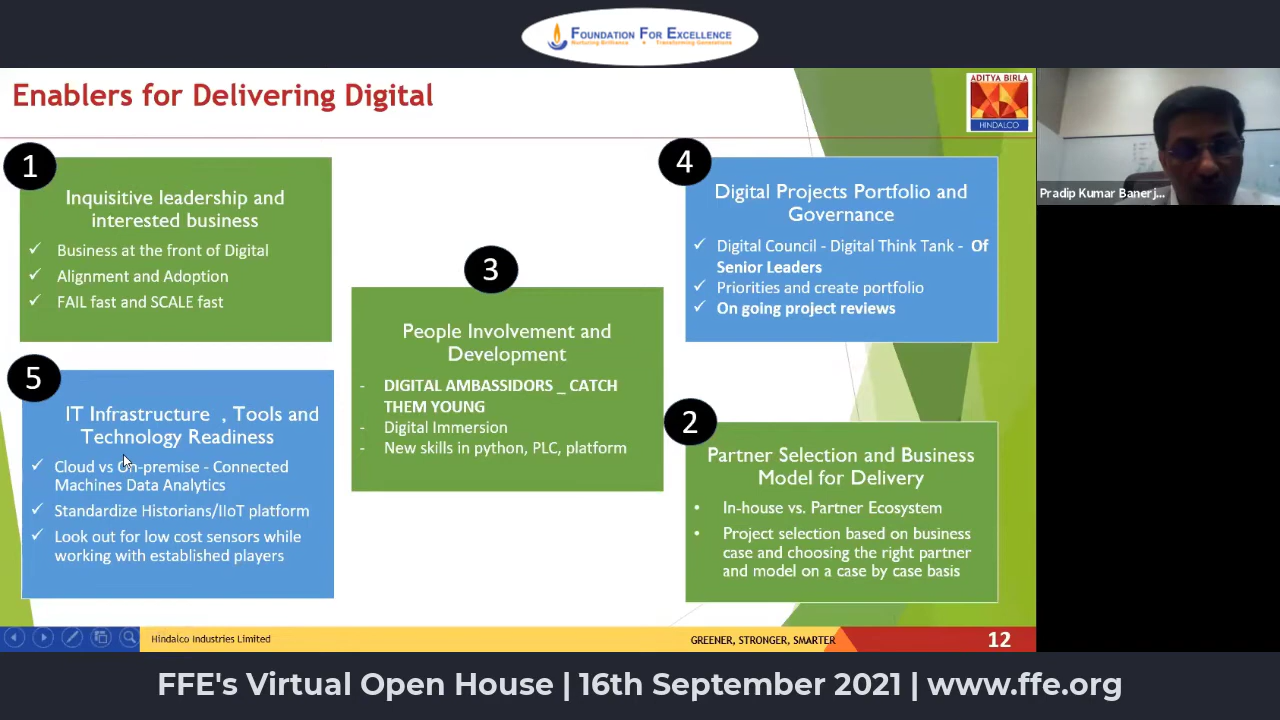 FOUNDATION FOR EXCELLENCE
Nurturing Brilliance • Transforming Generations
Enablers for Delivering Digital
ADITYA BIRLA
HINDALCO
Pradip Kumar Banerj...
1
Inquisitive leadership and
interested business
✓ Business at the front of Digital
✓ Alignment and Adoption
✓ FAIL fast and SCALE fast
4
Digital Projects Portfolio and
Governance
✓ Digital Council - Digital Think Tank - Of
Senior Leaders
✓ Priorities and create portfolio
✓ On going project reviews
3
People Involvement and
Development
- DIGITAL AMBASSIDORS _ CATCH
THEM YOUNG
- Digital Immersion
- New skills in python, PLC, platform
5
IT Infrastructure , Tools and
Technology Readiness
✓ Cloud vs On-premise - Connected
Machines Data Analytics
✓ Standardize Historians/IIoT platform
✓ Look out for low cost sensors while
working with established players
2
Partner Selection and Business
Model for Delivery
• In-house vs. Partner Ecosystem
• Project selection based on business
case and choosing the right partner
and model on a case by case basis
Hindalco Industries Limited
GREENER, STRONGER, SMARTER
12
FFE's Virtual Open House | 16th September 2021 | www.ffe.org